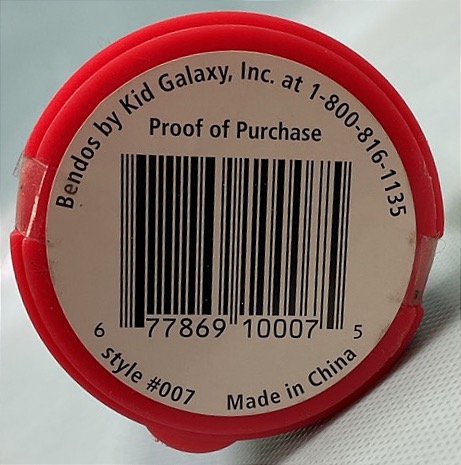 Bendos by Kid Galaxy, Inc. at 1-800-816-1135
Proof of Purchase
6 77869 10007 5
style #007 Made in China